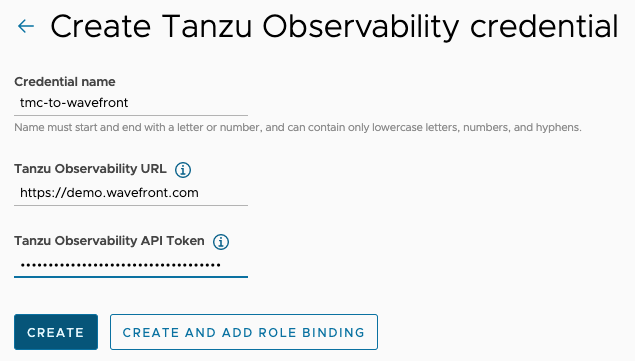 Create Tanzu Observability credential
Credential name
tmc-to-wavefront
Name must start and end with a letter or number, and can contain only lowercase letters, numbers, and hyphens.
Tanzu Observability URL
https://demo.wavefront.com
Tanzu Observability API Token
••••••••••••••••••••••••••••••••••••
CREATE
CREATE AND ADD ROLE BINDING